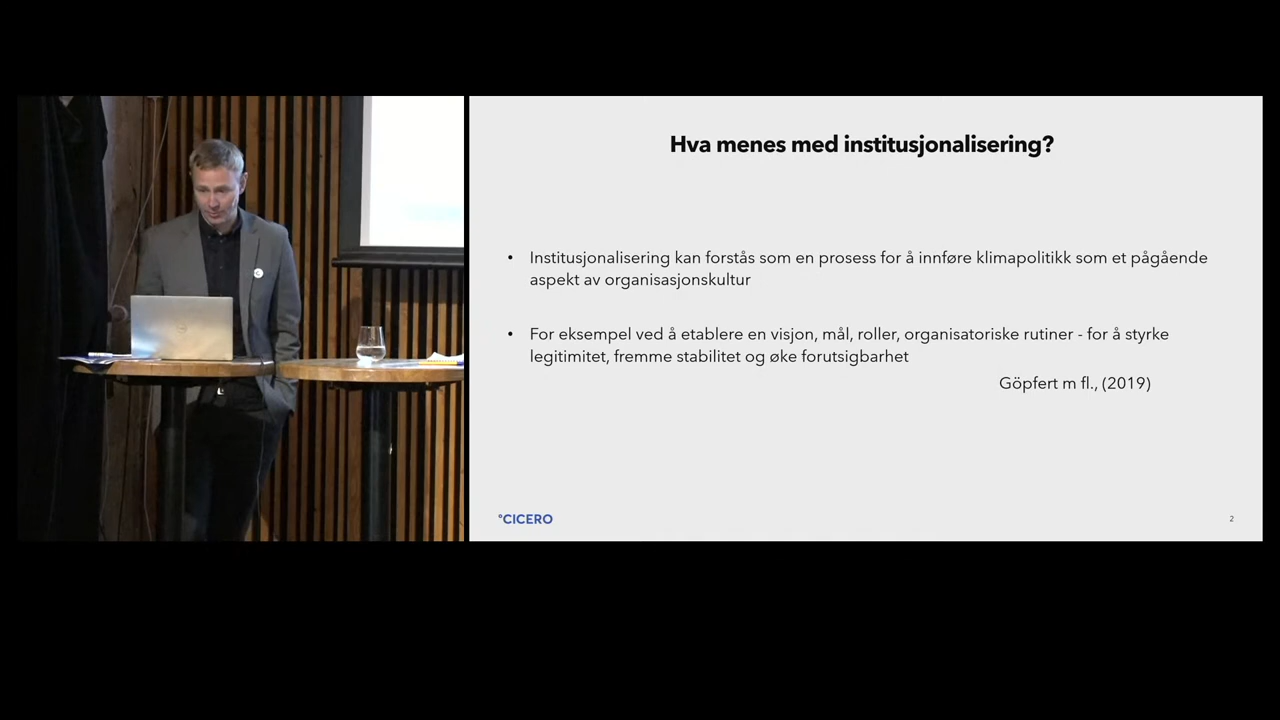 Hva menes med institusjonalisering?
• Institusjonalisering kan forstås som en prosess for å innføre klimapolitikk som et pågående
aspekt av organisasjonskultur
• For eksempel ved å etablere en visjon, mål, roller, organisatoriske rutiner - for å styrke
legitimitet, fremme stabilitet og øke forutsigbarhet
Göpfert m fl., (2019)
°CICERO
2